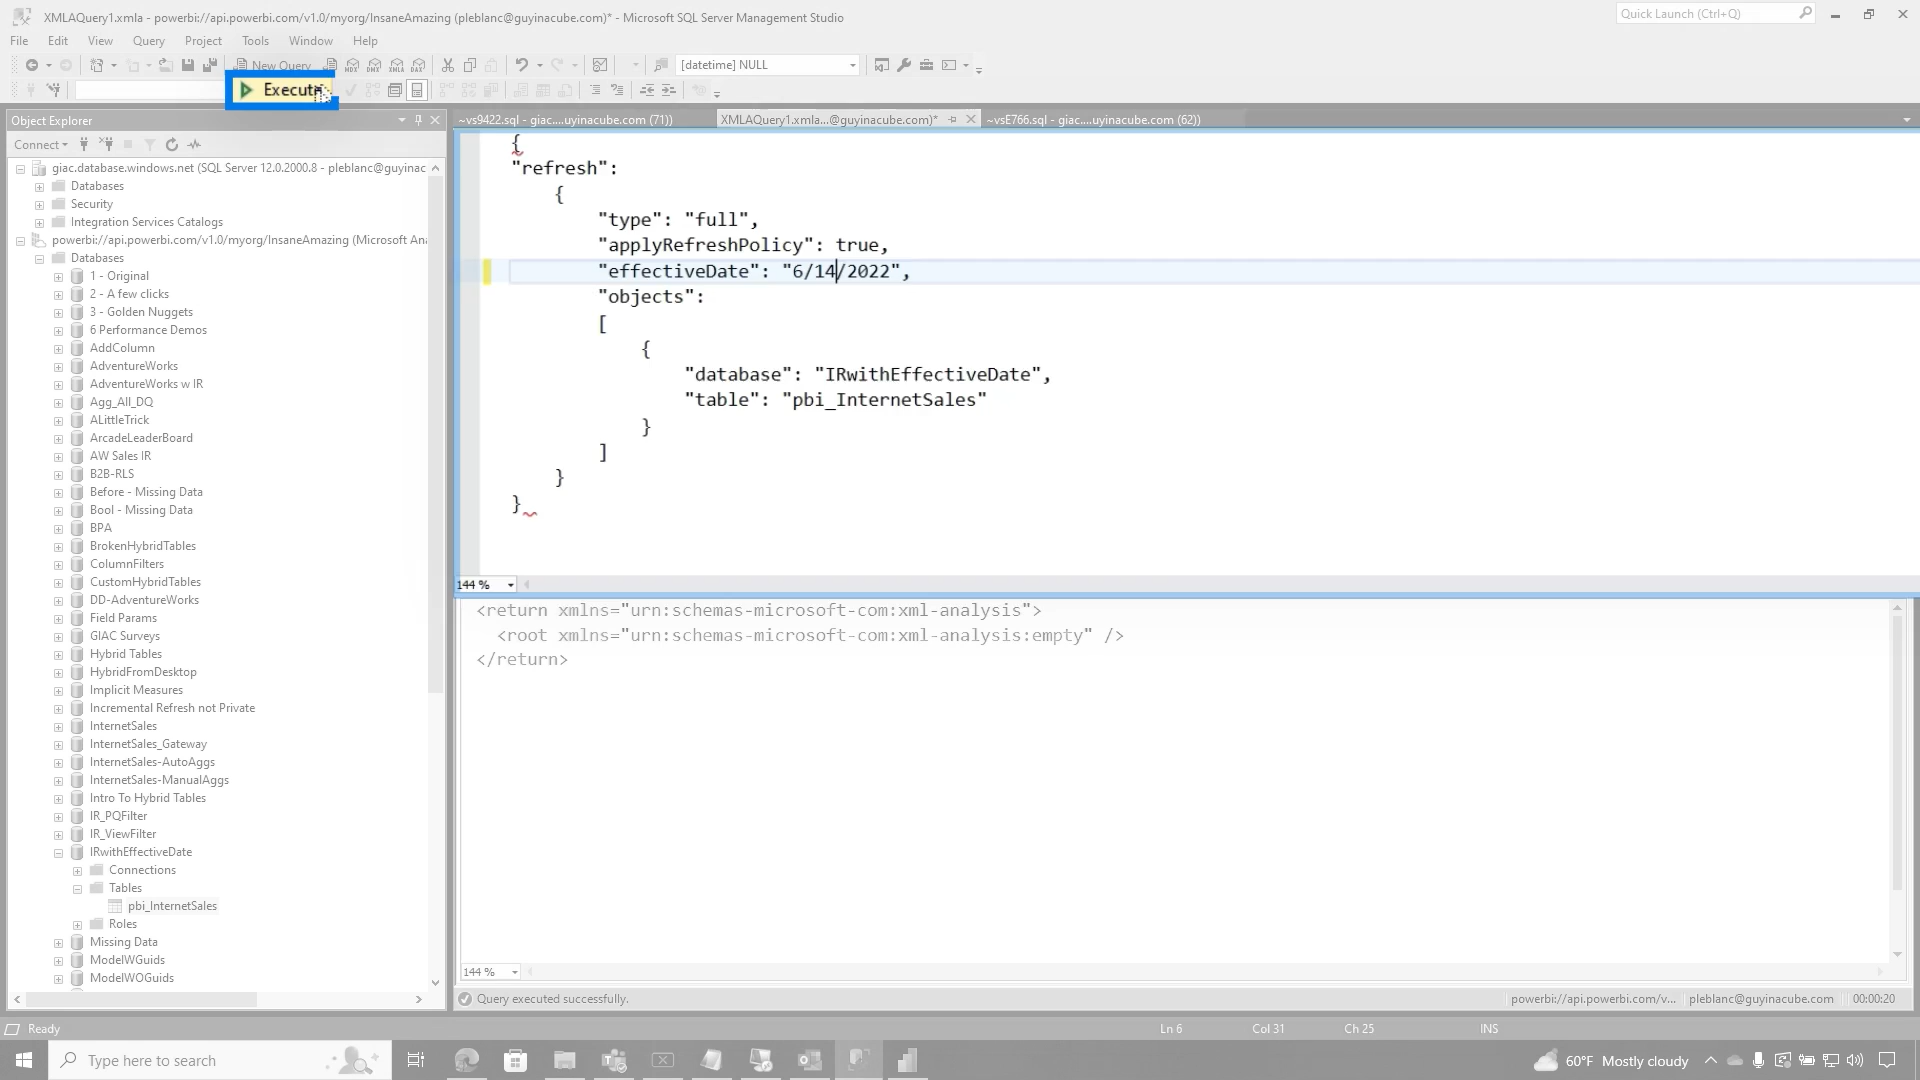 XMLAQuery1.xmla - powerbi://api.powerbi.com/v1.0/myorg/InsaneAmazing (pleblanc@guyinacube.com)* - Microsoft SQL Server Management Studio
Quick Launch (Ctrl+Q)
File Edit View Query Project Tools Window Help
New Query
[datetime] NULL
Execute
Object Explorer
~vs9422.sql - giac....uyinacube.com (71))
XMLAQuery1.xmla...@guyinacube.com)*
~vsE766.sql - giac....uyinacube.com (62))
Connect
giac.database.windows.net (SQL Server 12.0.2000.8 - pleblanc@guyinac
Databases
Security
Integration Services Catalogs
powerbi://api.powerbi.com/v1.0/myorg/InsaneAmazing (Microsoft An
Databases
1 - Original
2 - A few clicks
3 - Golden Nuggets
6 Performance Demos
AddColumn
AdventureWorks
AdventureWorks w IR
Agg_All_DQ
ALittleTrick
ArcadeLeaderBoard
AW Sales IR
B2B-RLS
Before - Missing Data
Bool - Missing Data
BPA
BrokenHybridTables
ColumnFilters
CustomHybridTables
DD-AdventureWorks
Field Params
GIAC Surveys
Hybrid Tables
HybridFromDesktop
Implicit Measures
Incremental Refresh not Private
InternetSales
InternetSales_Gateway
InternetSales-AutoAggs
InternetSales-ManualAggs
Intro To Hybrid Tables
IR_PQFilter
IR_ViewFilter
IRwithEffectiveDate
Connections
Tables
pbi_InternetSales
Roles
Missing Data
ModelWGuids
ModelWOGuids
{
"refresh":
{
"type": "full",
"applyRefreshPolicy": true,
"effectiveDate": "6/14/2022",
"objects":
[
{
"database": "IRwithEffectiveDate",
"table": "pbi_InternetSales"
}
]
}
}
144 %
<return xmlns="urn:schemas-microsoft-com:xml-analysis">
<root xmlns="urn:schemas-microsoft-com:xml-analysis:empty" />
</return>
144 %
Query executed successfully.
powerbi://api.powerbi.com/v...
pleblanc@guyinacube.com
00:00:20
Ready
Ln 6
Col 31
Ch 25
INS
Type here to search
60°F Mostly cloudy